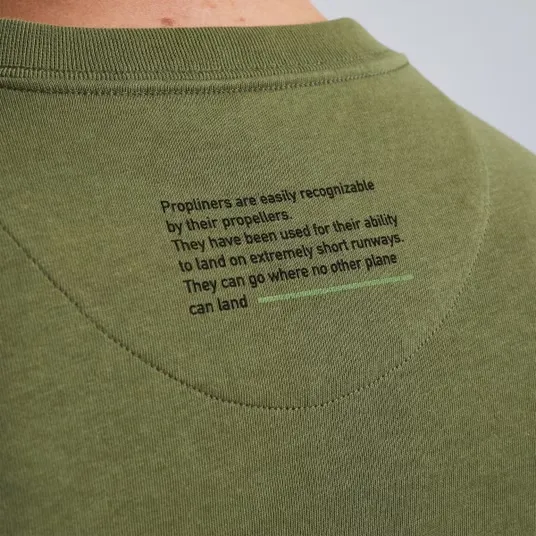 Propliners are easily recognizable
by their propellers.
They have been used for their ability
to land on extremely short runways.
They can go where no other plane
can land